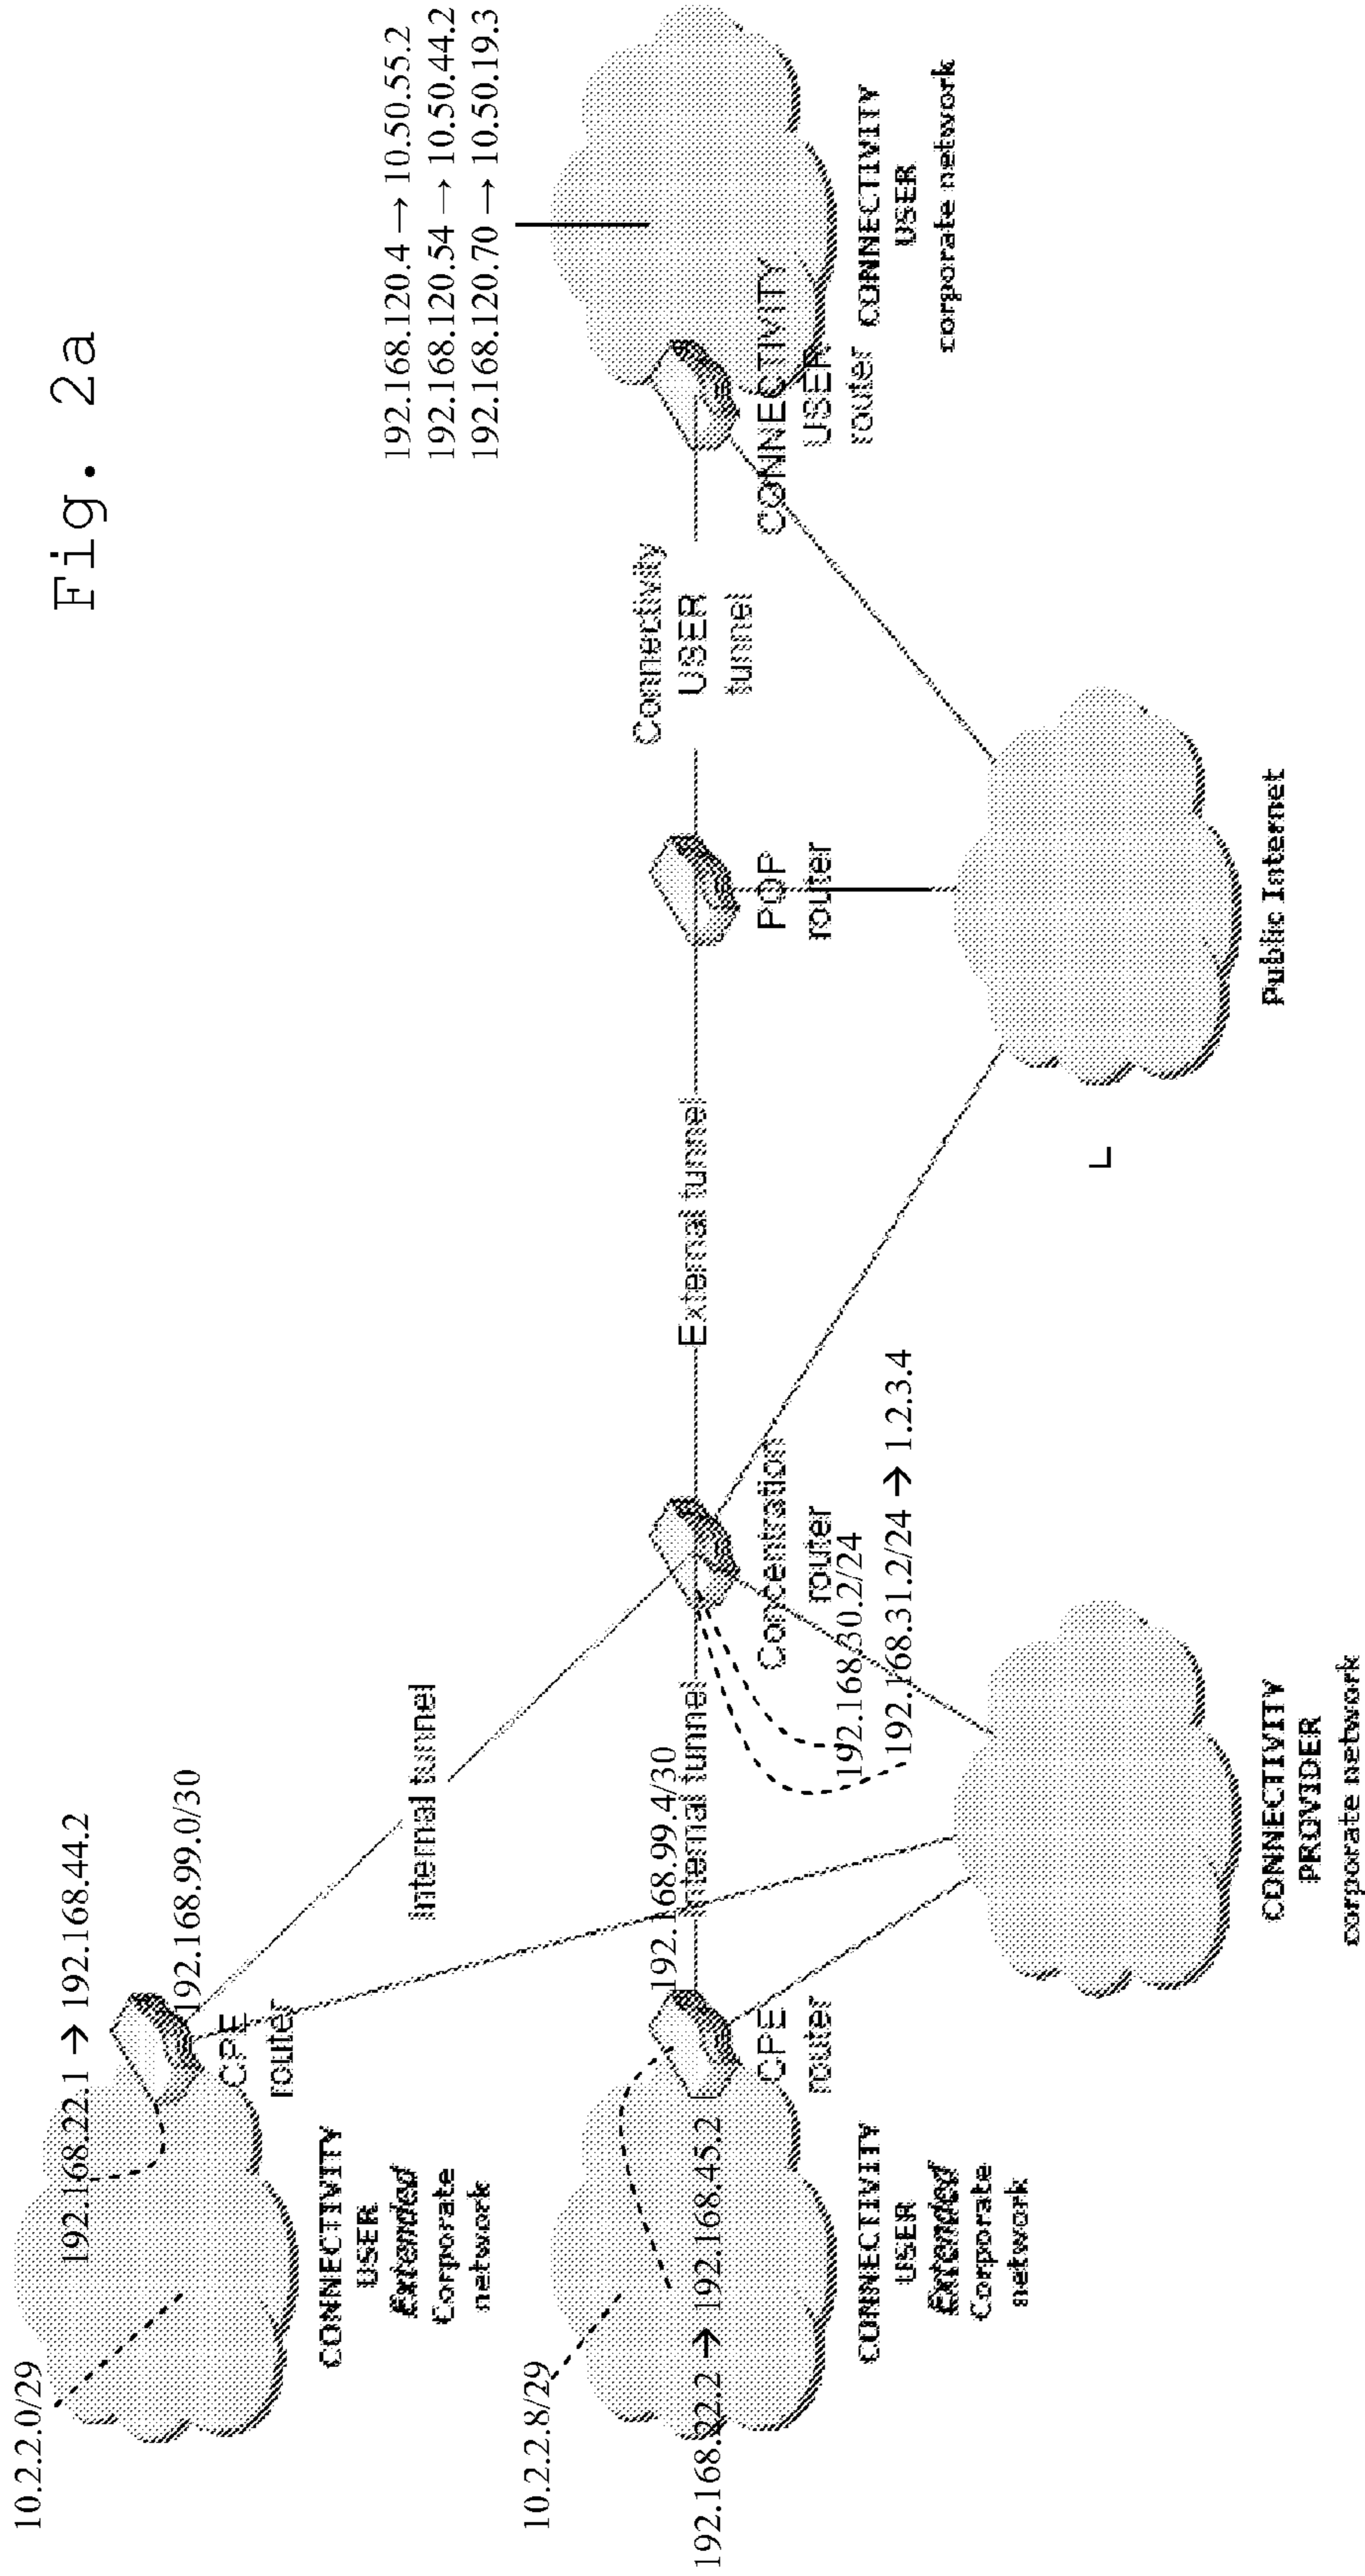 Fig. 2a
192.168.120.4 → 10.50.55.2
192.168.120.54 → 10.50.44.2
192.168.120.70 → 10.50.19.3
10.2.2.0/29
192.168.22.1 → 192.168.44.2
192.168.99.0/30
CPE
router
CONNECTIVITY
USER
Extended
Corporate
network
Internal tunnel
10.2.2.8/29
192.168.22.2 → 192.168.45.2
192.168.99.4/30
Internal tunnel
CPE
router
CONNECTIVITY
USER
Extended
Corporate
network
Concentration
router
192.168.30.2/24
192.168.31.2/24 → 1.2.3.4
External tunnel
POP
router
Connectivity
USER
tunnel
CONNECTIVITY
USER
router
CONNECTIVITY
USER
corporate network
CONNECTIVITY
PROVIDER
corporate network
Public Internet
L